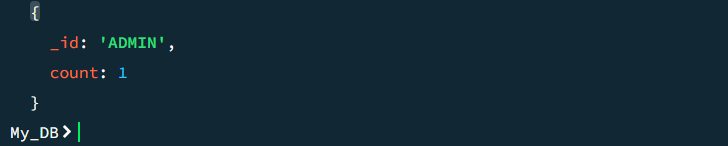 {
_id: 'ADMIN',
count: 1
}
My_DB>